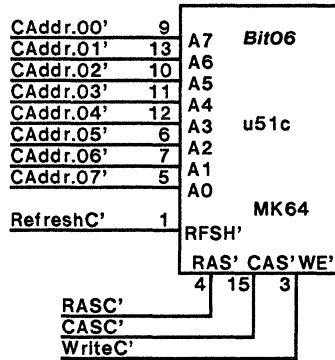 CAddr.00' 9 A7 Bit06
CAddr.01' 13 A6
CAddr.02' 10 A5
CAddr.03' 11 A4
CAddr.04' 12 A3 u51c
CAddr.05' 6 A2
CAddr.06' 7 A1
CAddr.07' 5 A0
MK64
RefreshC' 1 RFSH'
RAS' CAS' WE'
4 15 3
RASC'
CASC'
WriteC'